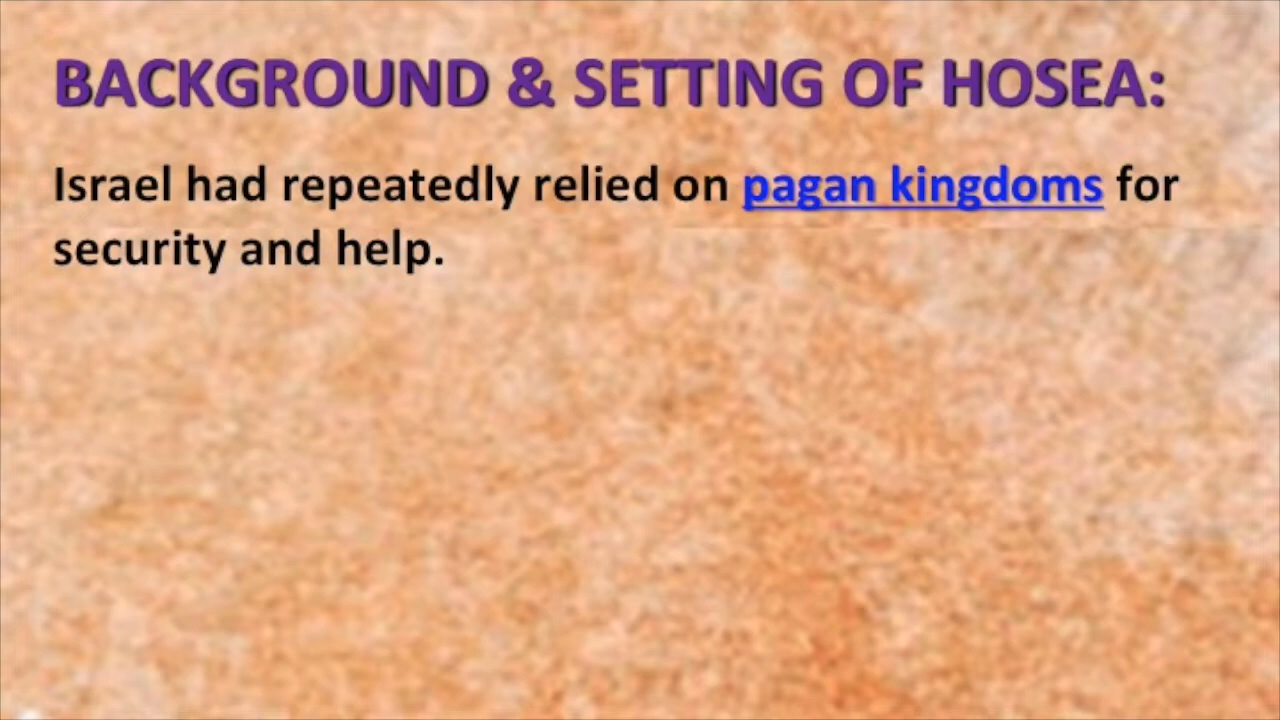 BACKGROUND & SETTING OF HOSEA:
Israel had repeatedly relied on pagan kingdoms for
security and help.